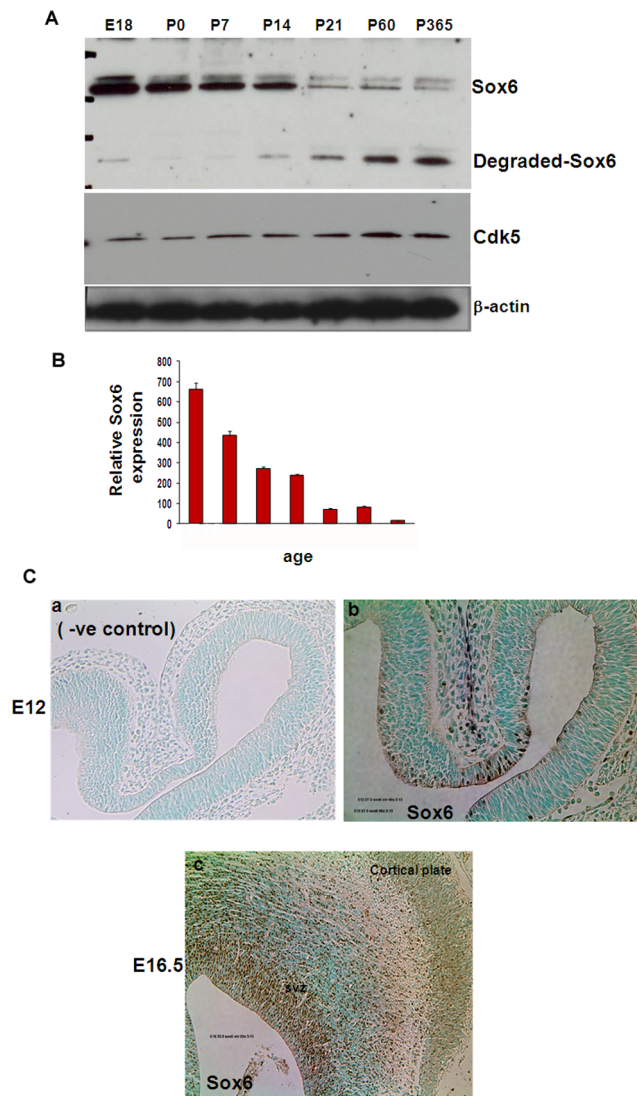 A
E18 P0 P7 P14 P21 P60 P365
Sox6
Degraded-Sox6
Cdk5
β-actin
B
Relative Sox6
expression
800
700
600
500
400
300
200
100
0
age
C
a
( -ve control)
b
E12
Sox6
c
Cortical plate
E16.5
svz
Sox6